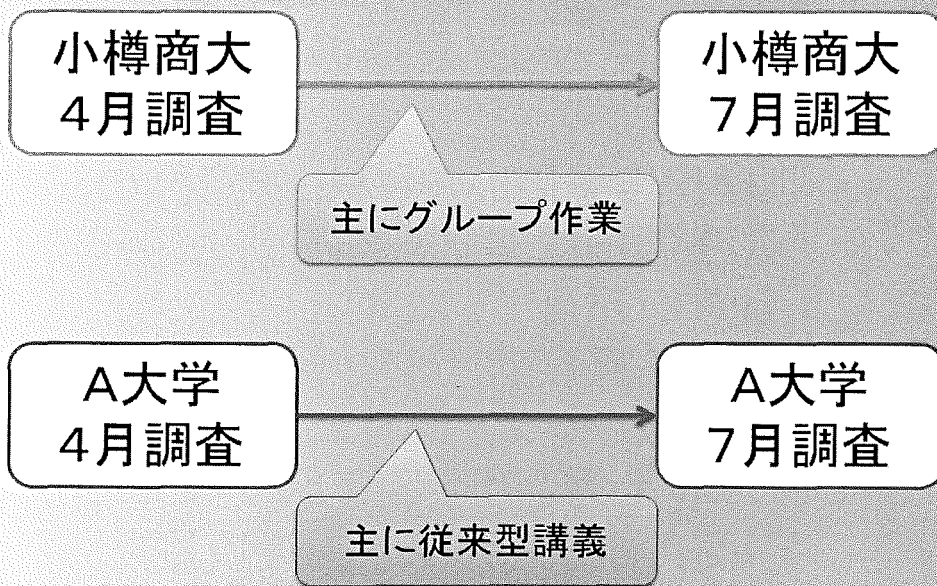 小樽商大
4月調査
小樽商大
7月調査
主にグループ作業
A大学
4月調査
A大学
7月調査
主に従来型講義